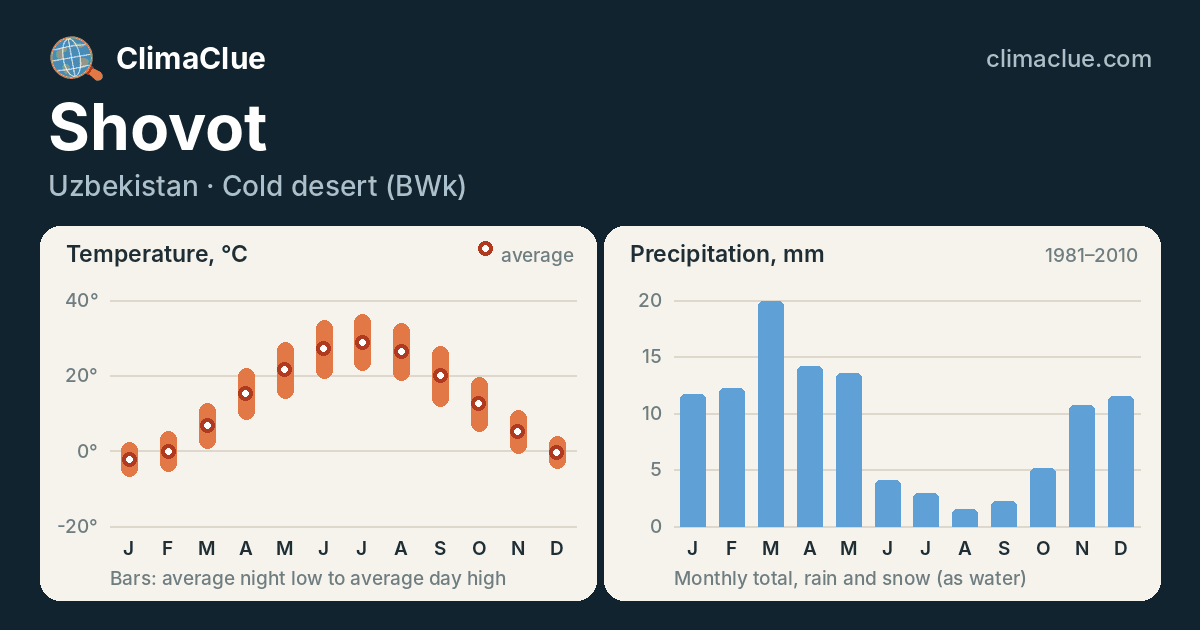 ClimaClue
climaclue.com
Shovot
Uzbekistan · Cold desert (BWk)
Temperature, °C
average
40°
20°
0°
-20°
J F M A M J J A S O N D
Bars: average night low to average day high
Precipitation, mm
1981–2010
20
15
10
5
0
J F M A M J J A S O N D
Monthly total, rain and snow (as water)